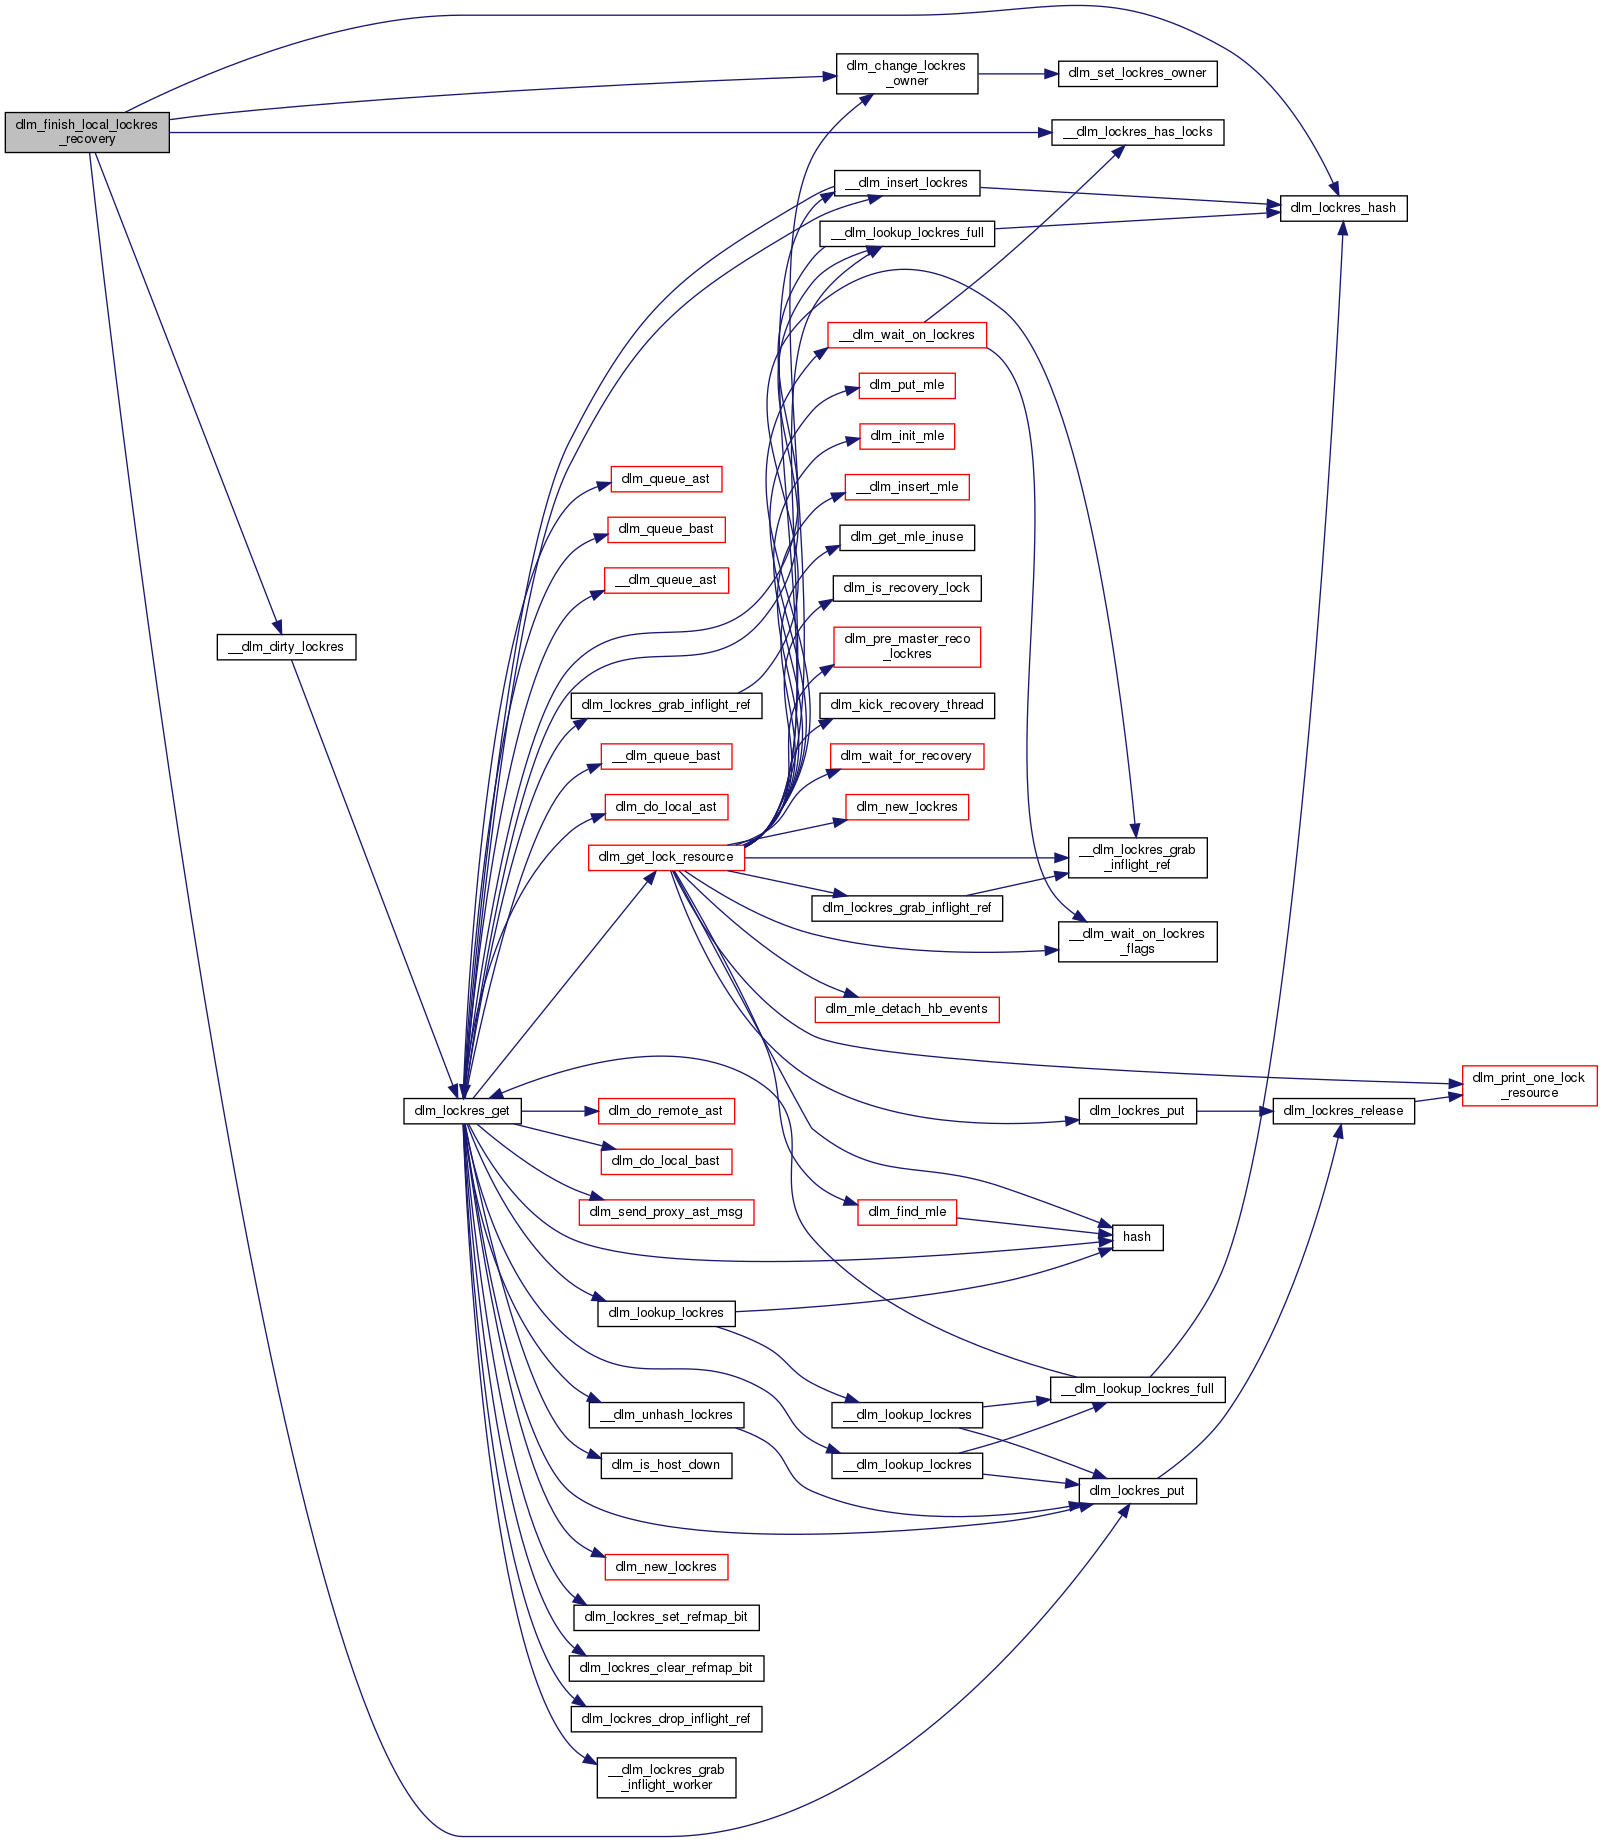 dlm_change_lockres
_owner
dlm_set_lockres_owner
dlm_finish_local_lockres
_recovery
__dlm_lockres_has_locks
__dlm_insert_lockres
dlm_lockres_hash
__dlm_lookup_lockres_full
__dlm_wait_on_lockres
dlm_put_mle
dlm_init_mle
dlm_queue_ast
__dlm_insert_mle
dlm_queue_bast
dlm_get_mle_inuse
__dlm_queue_ast
dlm_is_recovery_lock
__dlm_dirty_lockres
dlm_pre_master_reco
_lockres
dlm_lockres_grab_inflight_ref
dlm_kick_recovery_thread
__dlm_queue_bast
dlm_wait_for_recovery
dlm_do_local_ast
dlm_new_lockres
dlm_get_lock_resource
__dlm_lockres_grab
_inflight_ref
dlm_lockres_grab_inflight_ref
__dlm_wait_on_lockres
_flags
dlm_mle_detach_hb_events
dlm_print_one_lock
_resource
dlm_lockres_get
dlm_do_remote_ast
dlm_lockres_put
dlm_lockres_release
dlm_do_local_bast
dlm_send_proxy_ast_msg
dlm_find_mle
hash
dlm_lookup_lockres
__dlm_lookup_lockres_full
__dlm_unhash_lockres
__dlm_lookup_lockres
dlm_is_host_down
__dlm_lookup_lockres
dlm_lockres_put
dlm_new_lockres
dlm_lockres_set_refmap_bit
dlm_lockres_clear_refmap_bit
dlm_lockres_drop_inflight_ref
__dlm_lockres_grab
_inflight_worker